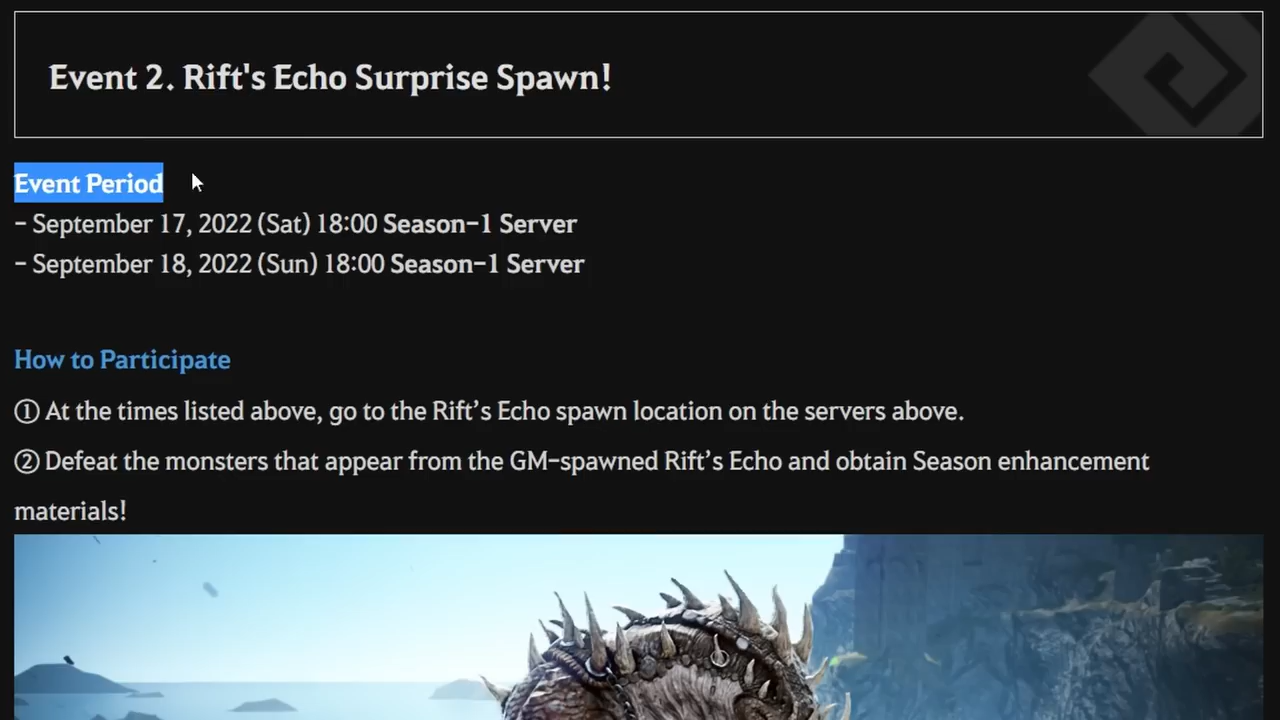 Event 2. Rift's Echo Surprise Spawn!
Event Period
- September 17, 2022 (Sat) 18:00 Season-1 Server
- September 18, 2022 (Sun) 18:00 Season-1 Server
How to Participate
① At the times listed above, go to the Rift’s Echo spawn location on the servers above.
② Defeat the monsters that appear from the GM-spawned Rift’s Echo and obtain Season enhancement
materials!